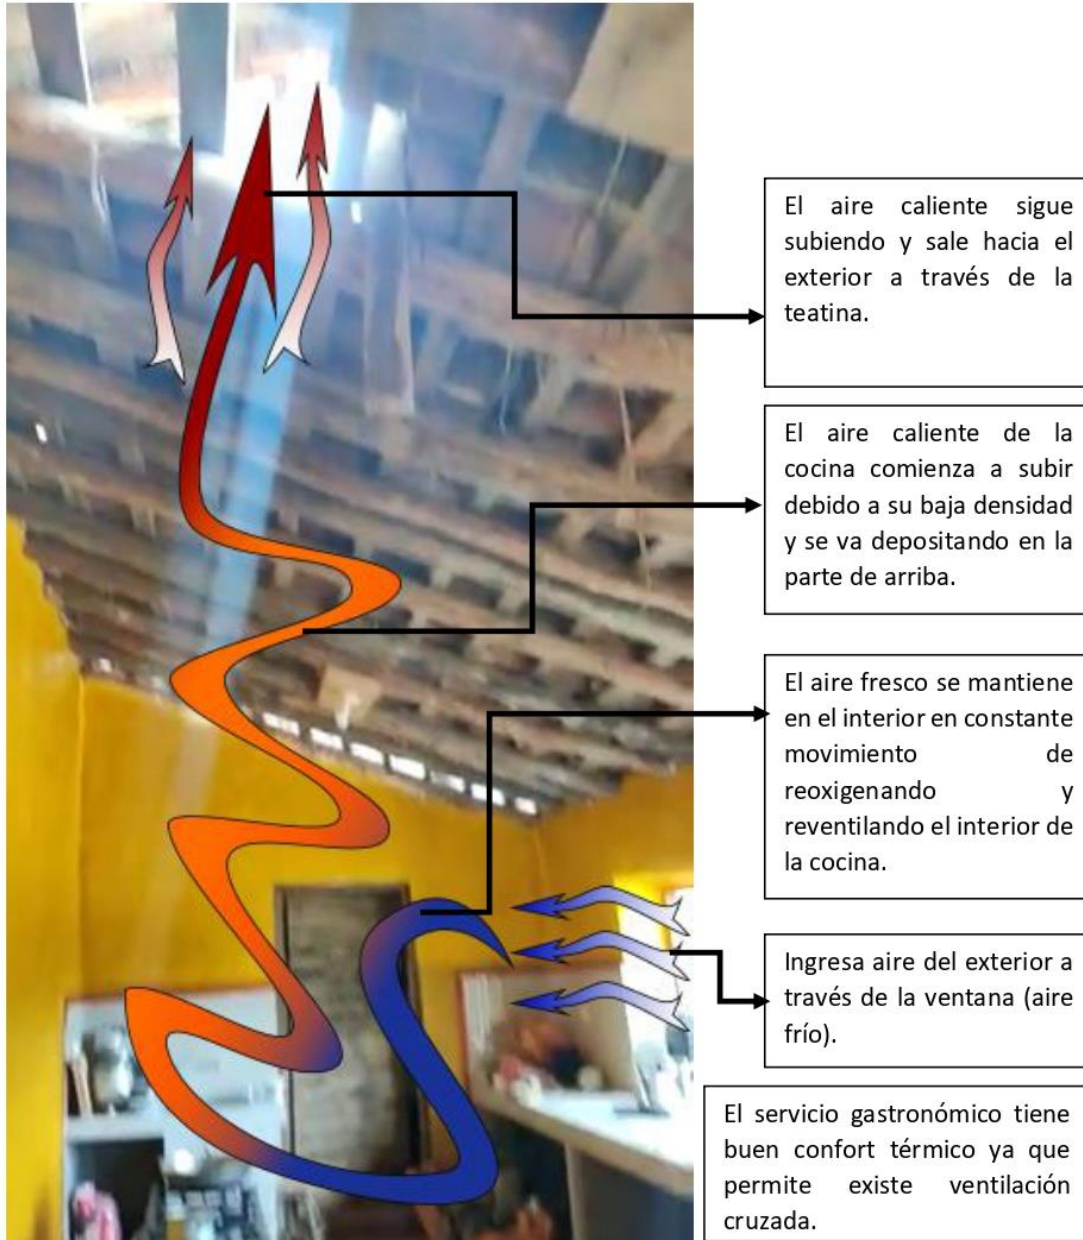 El aire caliente sigue
subiendo y sale hacia el
exterior a través de la
teatina.
El aire caliente de la
cocina comienza a subir
debido a su baja densidad
y se va depositando en la
parte de arriba.
El aire fresco se mantiene
en el interior en constante
movimiento de
reoxigenando y
reventilando el interior de
la cocina.
Ingresa aire del exterior a
través de la ventana (aire
frío).
El servicio gastronómico tiene
buen confort térmico ya que
permite existe ventilación
cruzada.